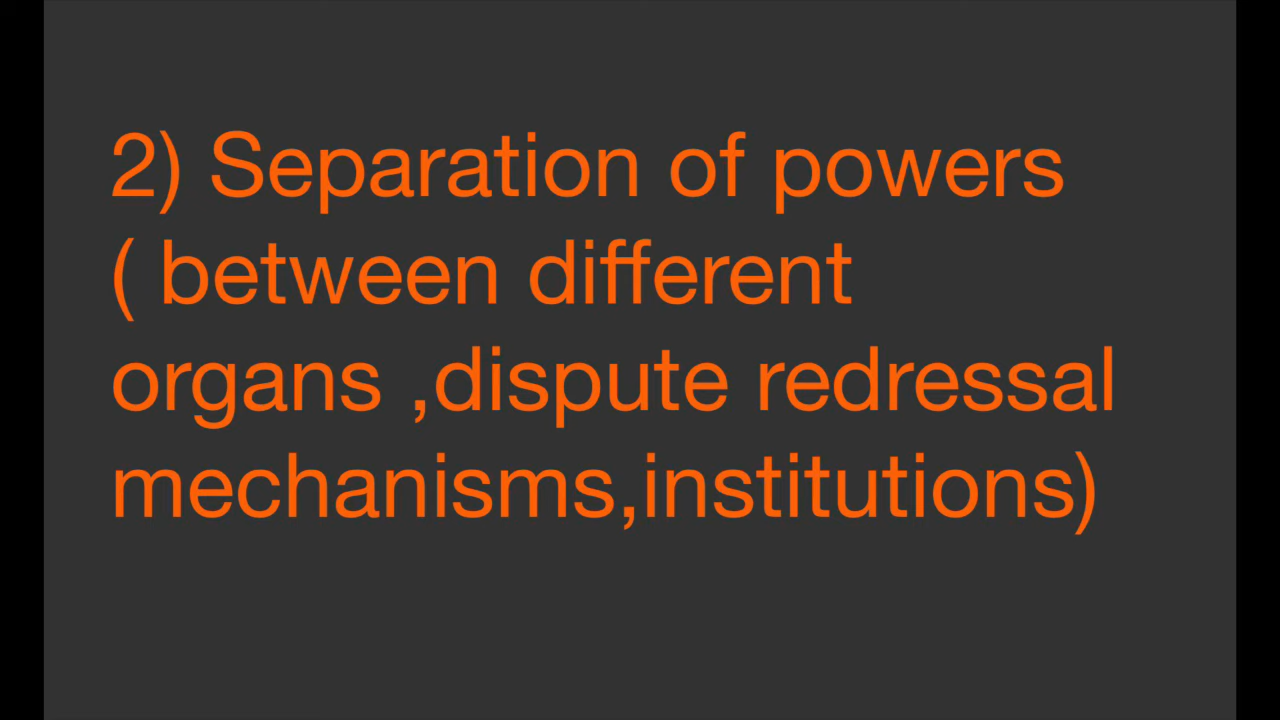 2) Separation of powers
( between different
organs ,dispute redressal
mechanisms,institutions)